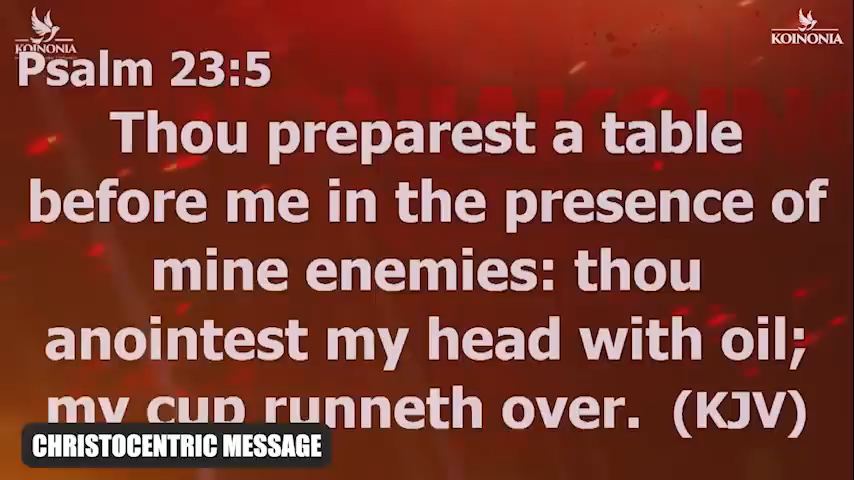 KOINONIA
KOINONIA
Psalm 23:5
Thou preparest a table
before me in the presence of
mine enemies: thou
anointest my head with oil;
my cup runneth over. (KJV)
CHRISTOCENTRIC MESSAGE